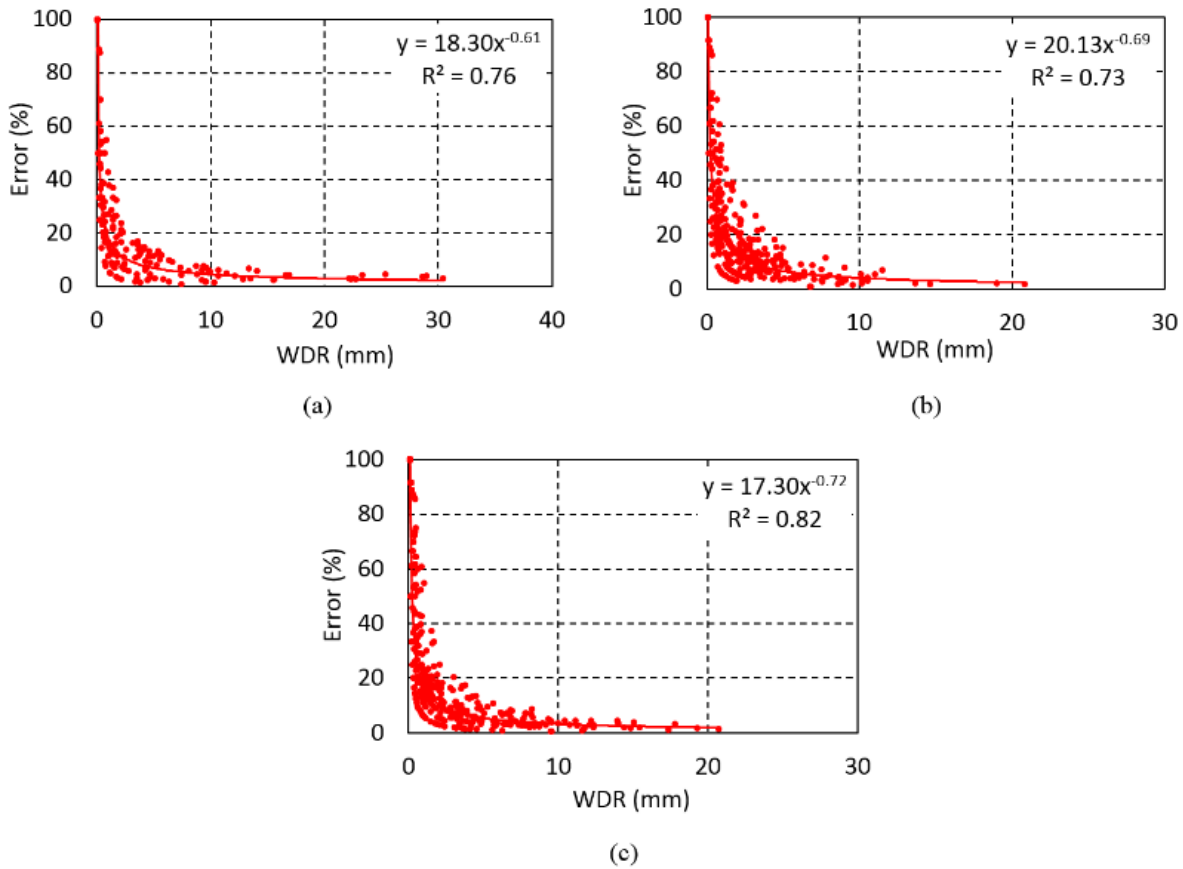 100
80
60
40
20
0
Error (%)
y = 18.30x^-0.61
R² = 0.76
0 10 20 30 40
WDR (mm)
(a)
100
80
60
40
20
0
Error (%)
y = 20.13x^-0.69
R² = 0.73
0 10 20 30
WDR (mm)
(b)
100
80
60
40
20
0
Error (%)
y = 17.30x^-0.72
R² = 0.82
0 10 20 30
WDR (mm)
(c)